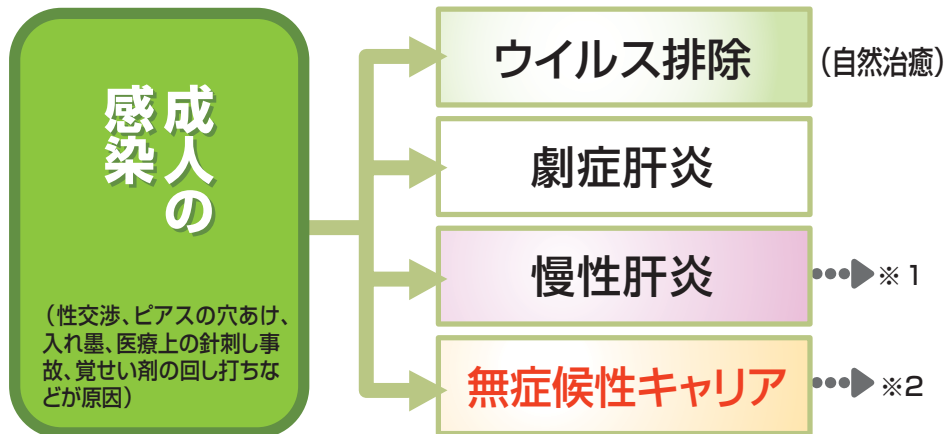 成人の
感染
（性交渉、ピアスの穴あけ、
入れ墨、医療上の針刺し事
故、覚せい剤の回し打ちな
どが原因）
ウイルス排除
（自然治癒）
劇症肝炎
慢性肝炎
※1
無症候性キャリア
※2